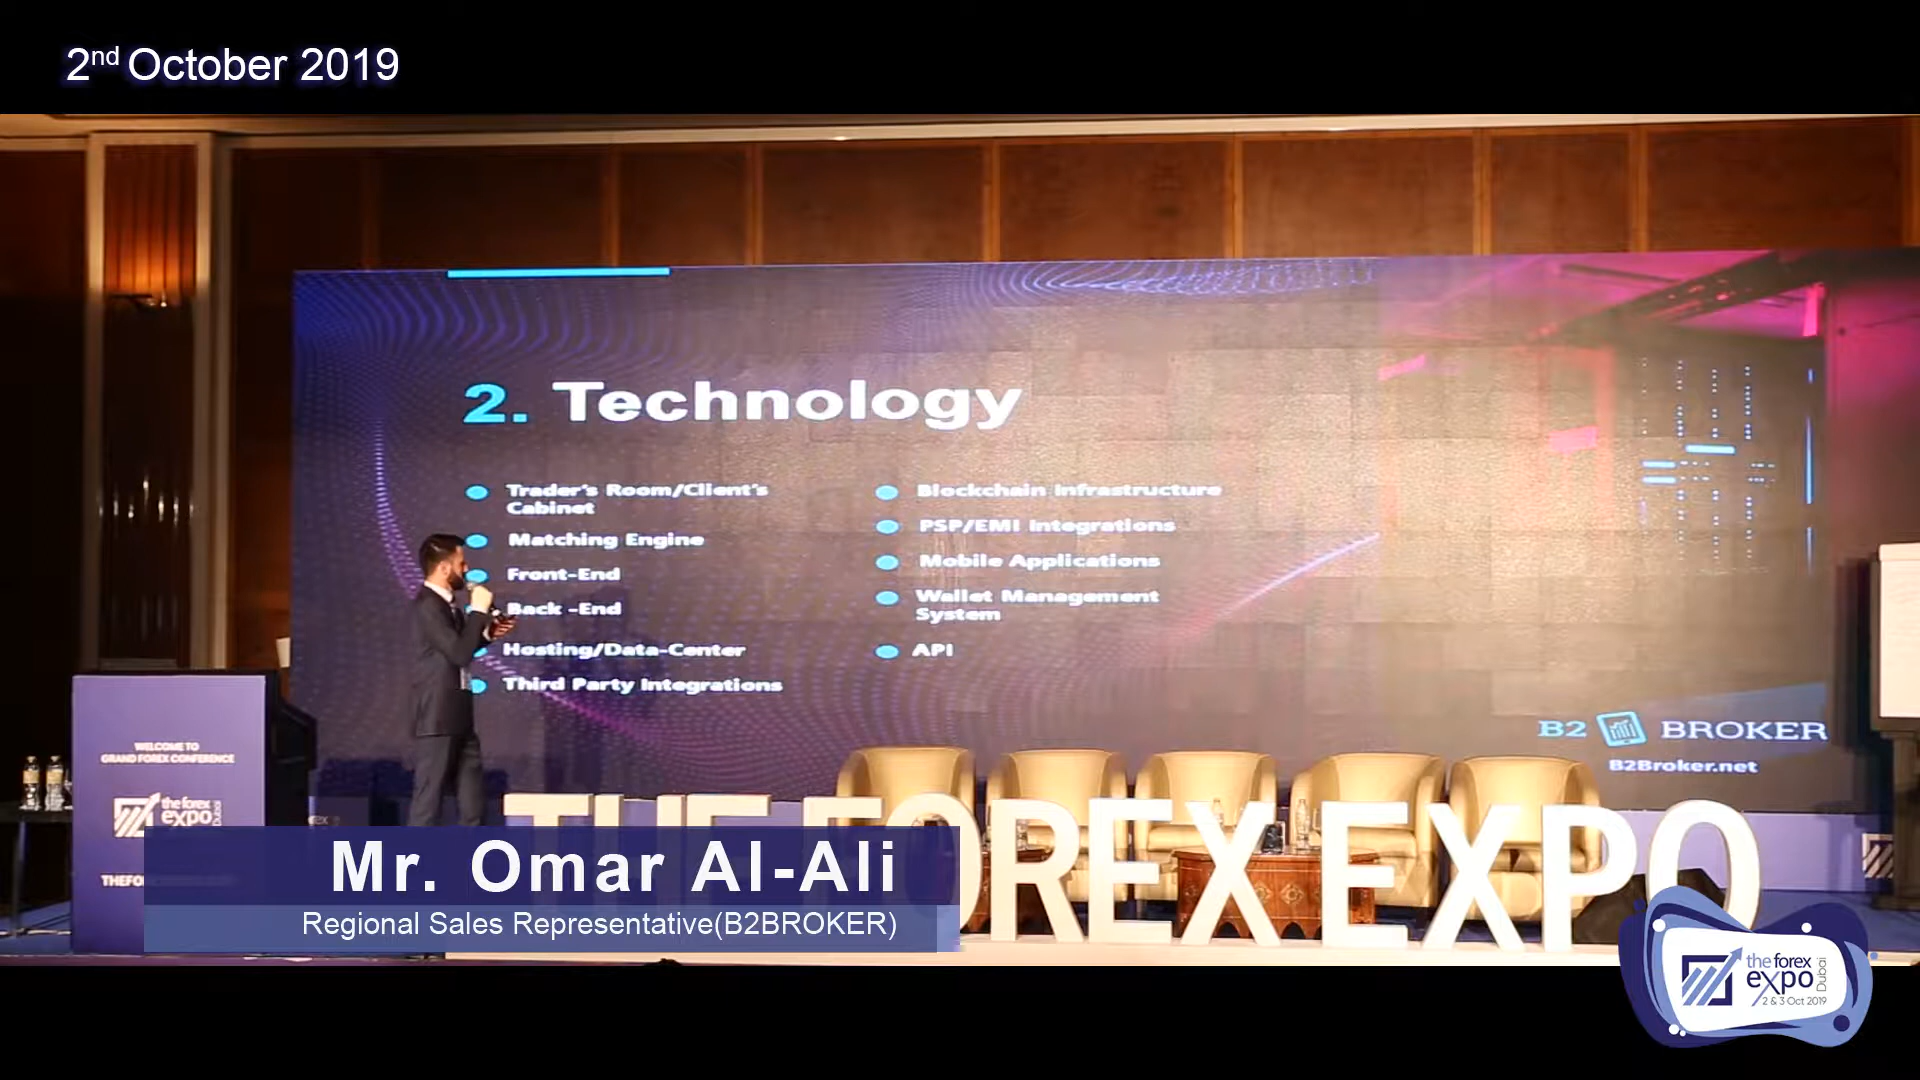 2nd October 2019
2. Technology
Trader's Room/Client's
Cabinet
Matching Engine
Front-End
Back -End
Hosting/Data-Center
Third Party Integrations
Blockchain Infrastructure
PSP/EMI Integrations
Mobile Applications
Wallet Management
System
API
B2 BROKER
B2Broker.net
WELCOME TO
GRAND FOREX CONFERENCE
the forex
expo
Dubai
THE FOREX EXPO
Mr. Omar Al-Ali
Regional Sales Representative(B2BROKER)
the forex
expo
Dubai
2 & 3 Oct 2019